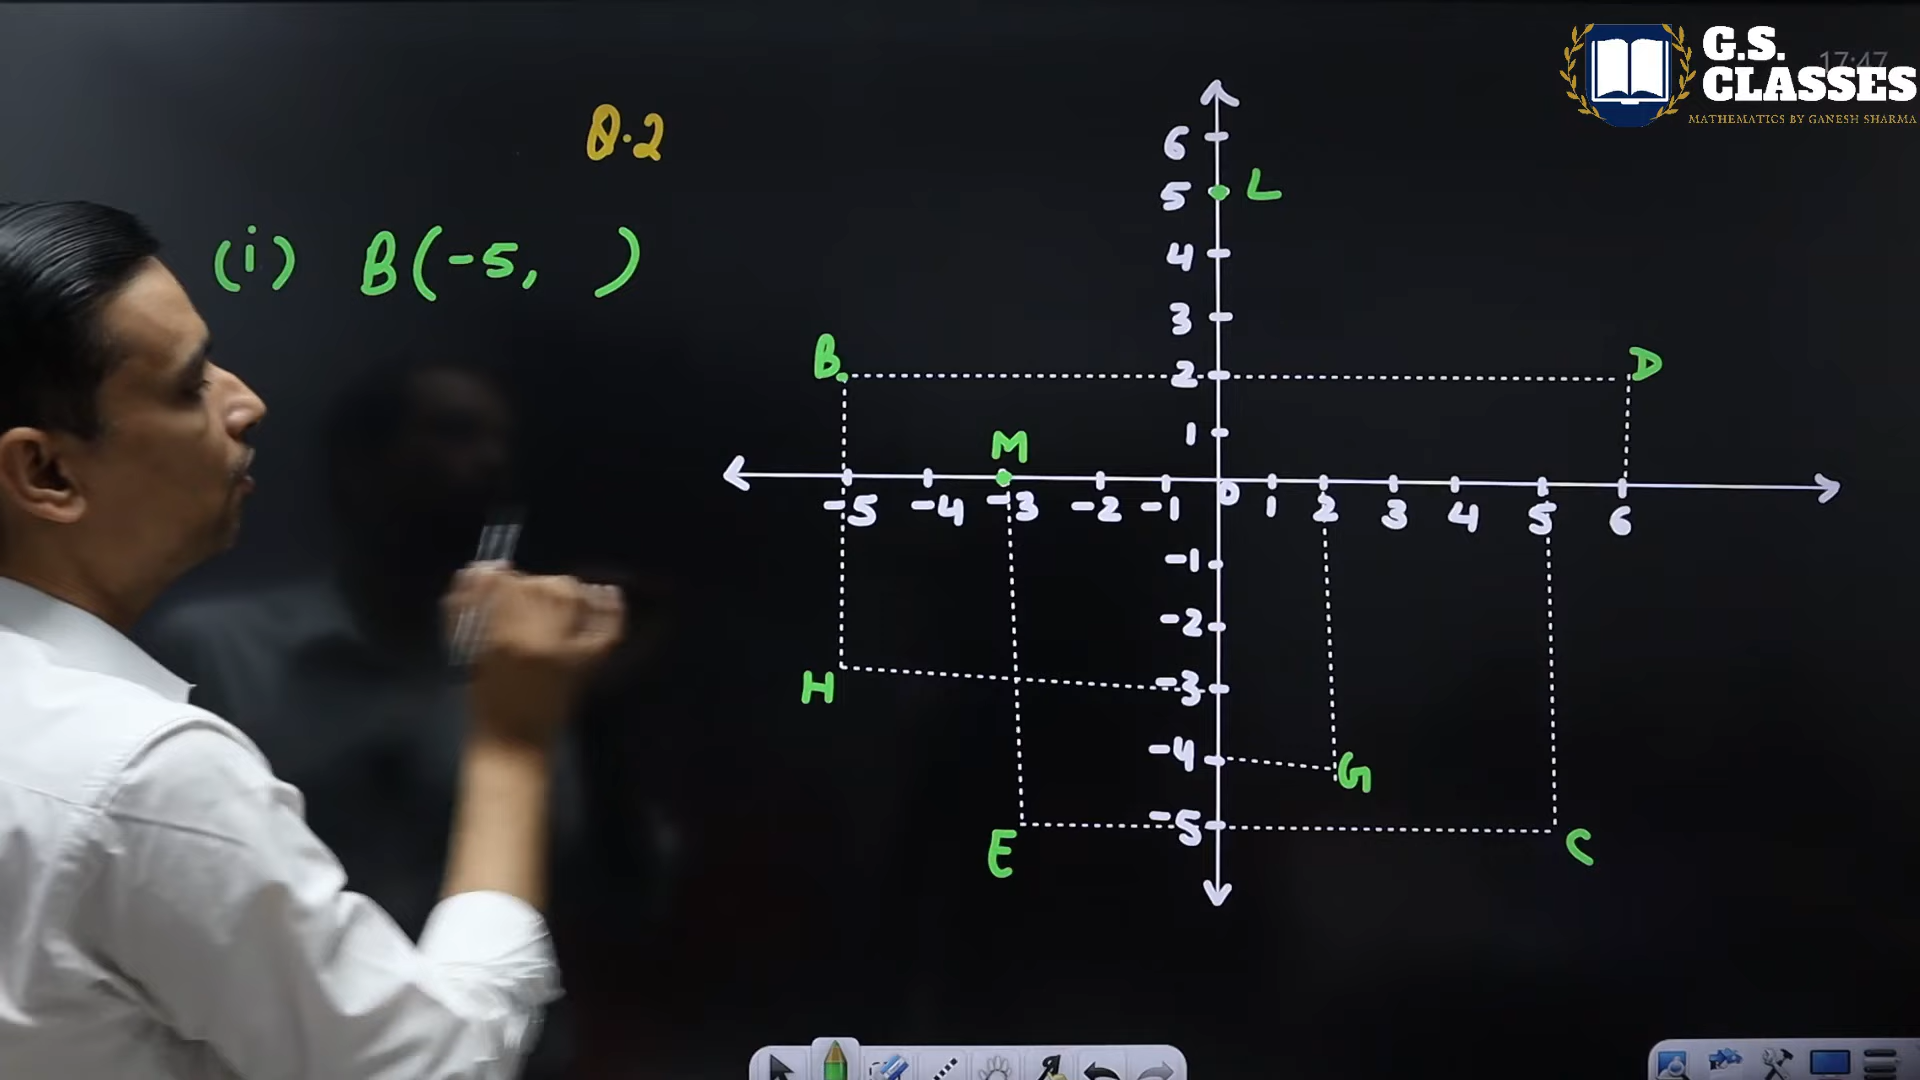 G.S.
CLASSES
MATHEMATICS BY GANESH SHARMA
17:47
Q.2
(i) B(-5, )
6
5 L
4
3
B 2 D
1
M
-5 -4 -3 -2 -1 0 1 2 3 4 5 6
-1
-2
H -3
-4 G
E -5 C